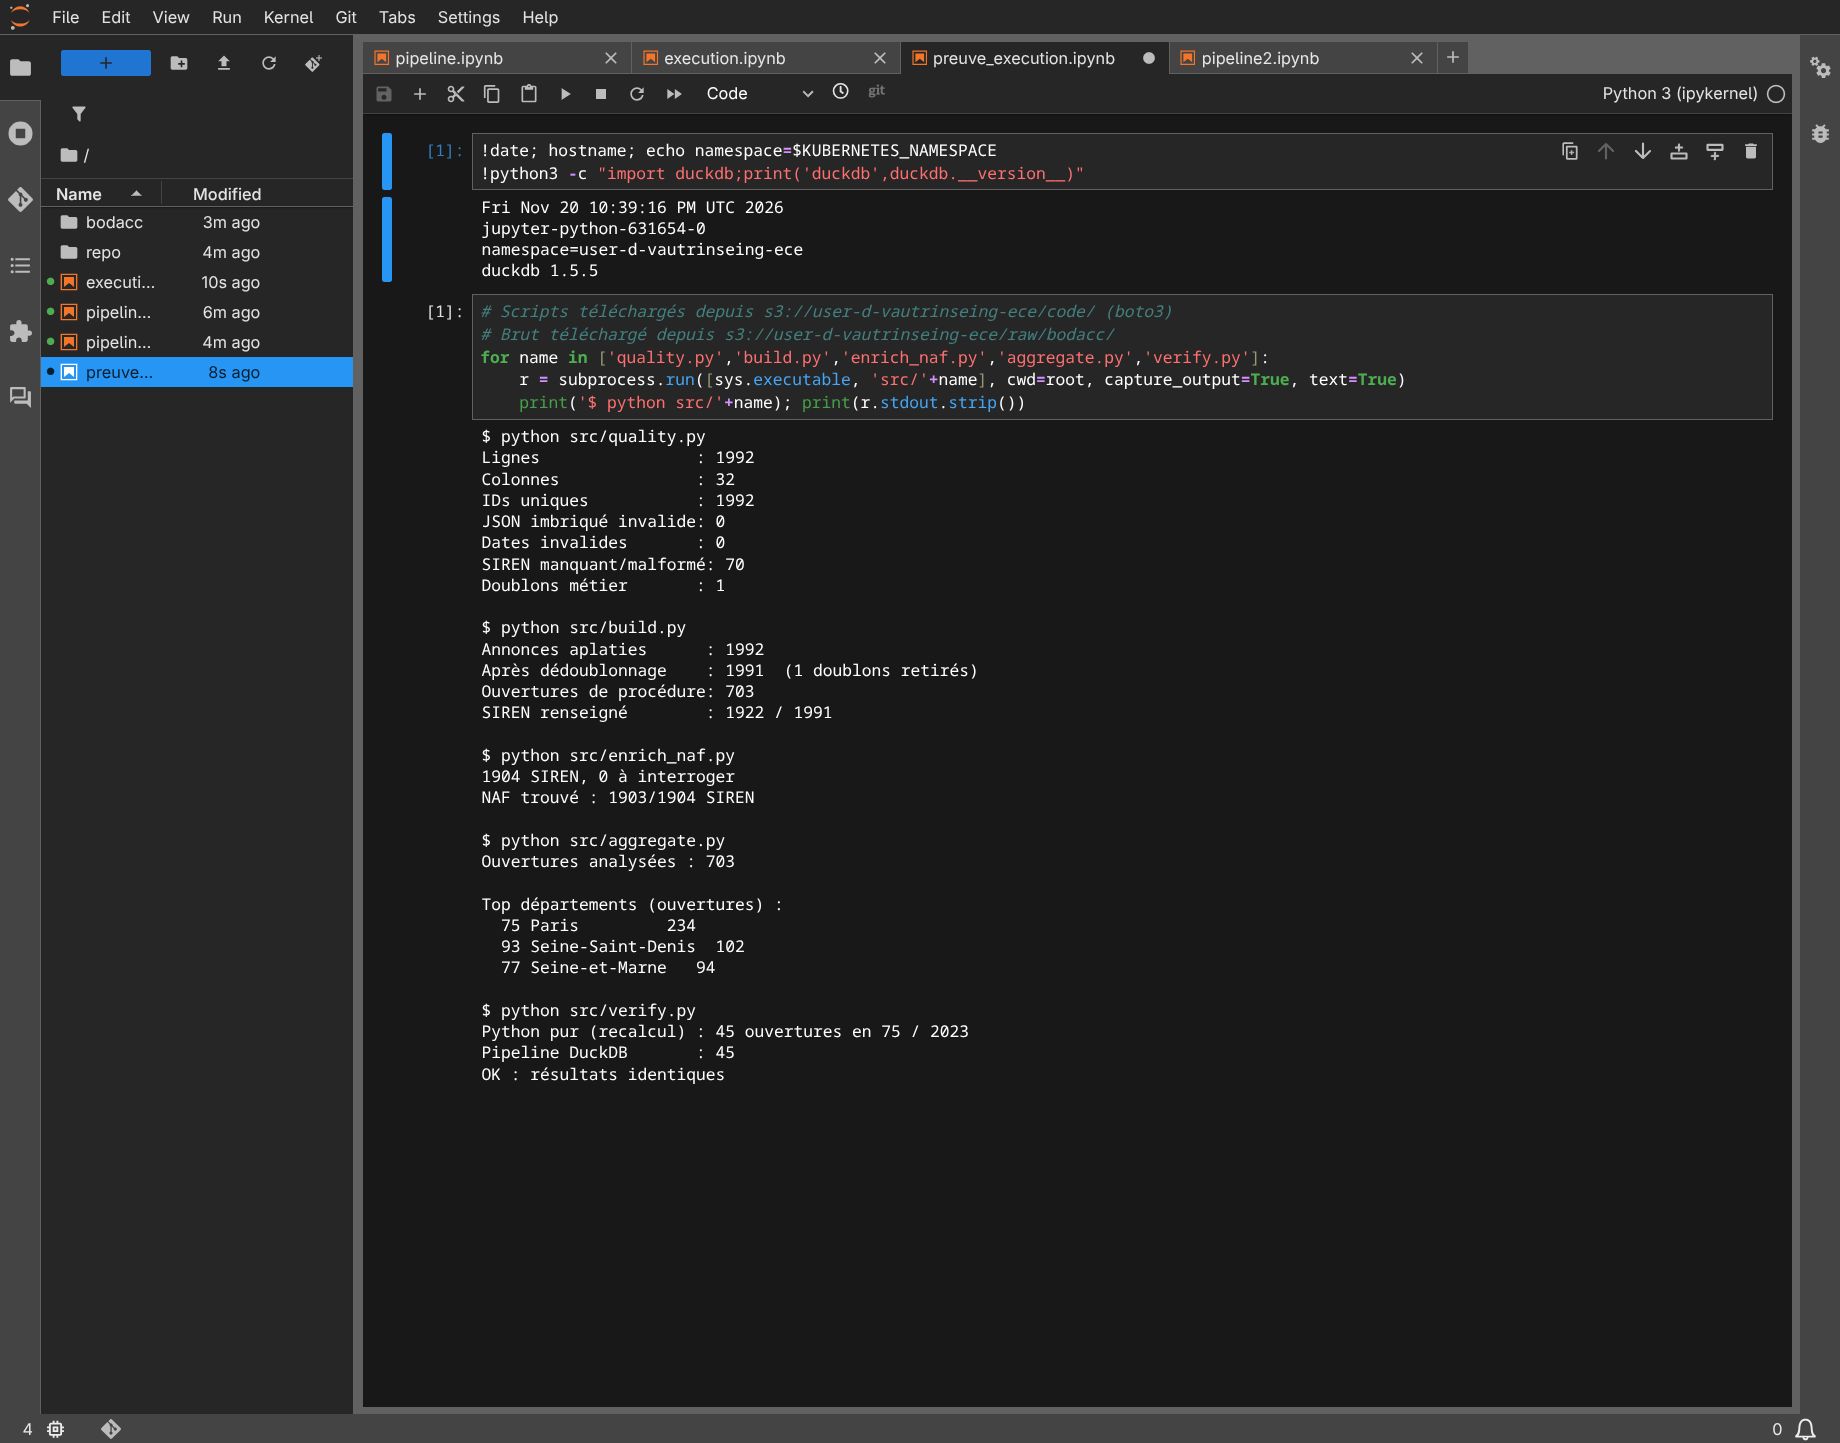 File Edit View Run Kernel Git Tabs Settings Help
pipeline.ipynb
execution.ipynb
preuve_execution.ipynb
pipeline2.ipynb
Code
git
Python 3 (ipykernel)
/
Name Modified
bodacc 3m ago
repo 4m ago
executi... 10s ago
pipelin... 6m ago
pipelin... 4m ago
preuve... 8s ago
[1]: !date; hostname; echo namespace=$KUBERNETES_NAMESPACE
!python3 -c "import duckdb;print('duckdb',duckdb.__version__)"
Fri Nov 20 10:39:16 PM UTC 2026
jupyter-python-631654-0
namespace=user-d-vautrinseing-ece
duckdb 1.5.5
[1]: # Scripts téléchargés depuis s3://user-d-vautrinseing-ece/code/ (boto3)
# Brut téléchargé depuis s3://user-d-vautrinseing-ece/raw/bodacc/
for name in ['quality.py','build.py','enrich_naf.py','aggregate.py','verify.py']:
    r = subprocess.run([sys.executable, 'src/'+name], cwd=root, capture_output=True, text=True)
    print('$ python src/'+name); print(r.stdout.strip())
$ python src/quality.py
Lignes                : 1992
Colonnes              : 32
IDs uniques           : 1992
JSON imbriqué invalide: 0
Dates invalides       : 0
SIREN manquant/malformé: 70
Doublons métier       : 1
$ python src/build.py
Annonces aplaties      : 1992
Après dédoublonnage    : 1991  (1 doublons retirés)
Ouvertures de procédure: 703
SIREN renseigné        : 1922 / 1991
$ python src/enrich_naf.py
1904 SIREN, 0 à interroger
NAF trouvé : 1903/1904 SIREN
$ python src/aggregate.py
Ouvertures analysées : 703
Top départements (ouvertures) :
  75 Paris         234
  93 Seine-Saint-Denis  102
  77 Seine-et-Marne   94
$ python src/verify.py
Python pur (recalcul) : 45 ouvertures en 75 / 2023
Pipeline DuckDB       : 45
OK : résultats identiques
4
0